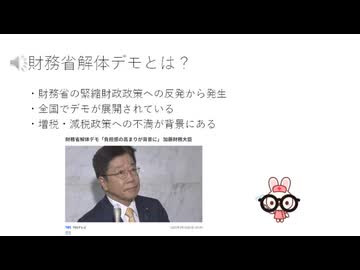 財務省解体デモとは？
・財務省の緊縮財政政策への反発から発生
・全国でデモが展開されている
・増税・減税政策への不満が背景にある
財務省解体デモ「負担感の高まりが背景に」 加藤財務大臣